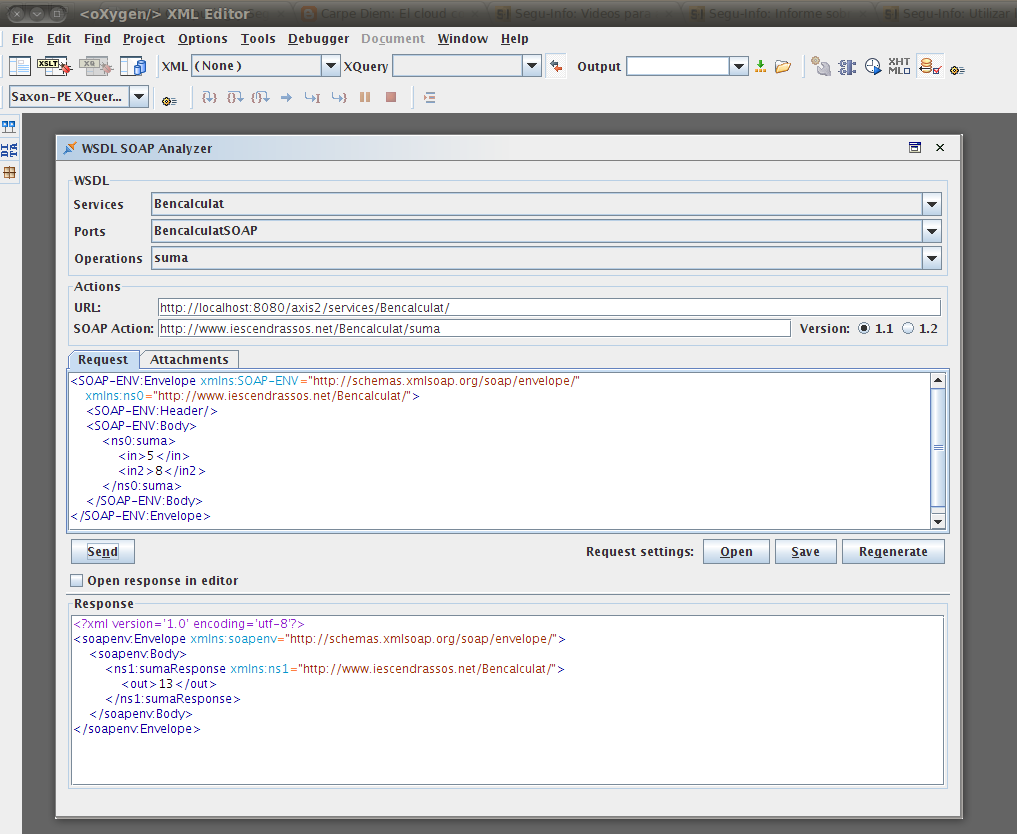 <oXygen/> XML Editor
Carpe Diem: El cloud
Segu-Info: Videos para
Segu-Info: Informe sob
Segu-Info: Utilizar
File Edit Find Project Options Tools Debugger Document Window Help
XSLT XQ XML (None) XQuery Output XHT MLO
Saxon-PE XQuer...
DITA
WSDL SOAP Analyzer
WSDL
Services Bencalculat
Ports BencalculatSOAP
Operations suma
Actions
URL: http://localhost:8080/axis2/services/Bencalculat/
SOAP Action: http://www.iescendrassos.net/Bencalculat/suma Version: 1.1 1.2
Request Attachments
<SOAP-ENV:Envelope xmlns:SOAP-ENV="http://schemas.xmlsoap.org/soap/envelope/"
xmlns:ns0="http://www.iescendrassos.net/Bencalculat/">
<SOAP-ENV:Header/>
<SOAP-ENV:Body>
<ns0:suma>
<in>5</in>
<in2>8</in2>
</ns0:suma>
</SOAP-ENV:Body>
</SOAP-ENV:Envelope>
Send Request settings: Open Save Regenerate
Open response in editor
Response
<?xml version='1.0' encoding='utf-8'?>
<soapenv:Envelope xmlns:soapenv="http://schemas.xmlsoap.org/soap/envelope/">
<soapenv:Body>
<ns1:sumaResponse xmlns:ns1="http://www.iescendrassos.net/Bencalculat/">
<out>13</out>
</ns1:sumaResponse>
</soapenv:Body>
</soapenv:Envelope>